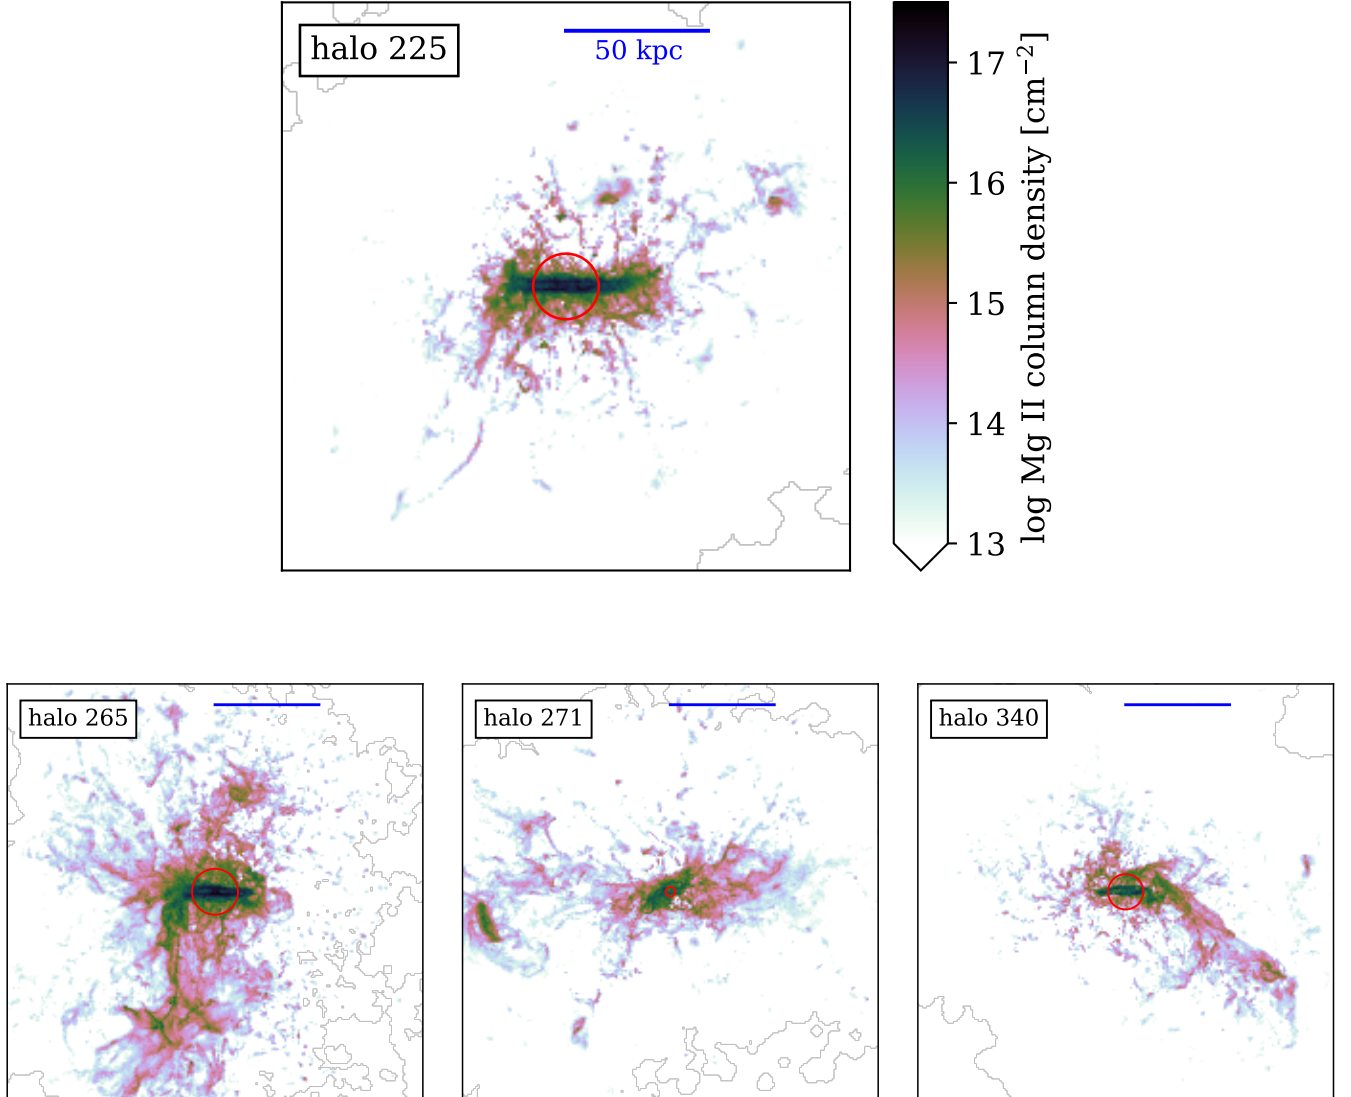 halo 225
50 kpc
17
16
15
14
13
log Mg II column density [cm⁻²]
halo 265
halo 271
halo 340